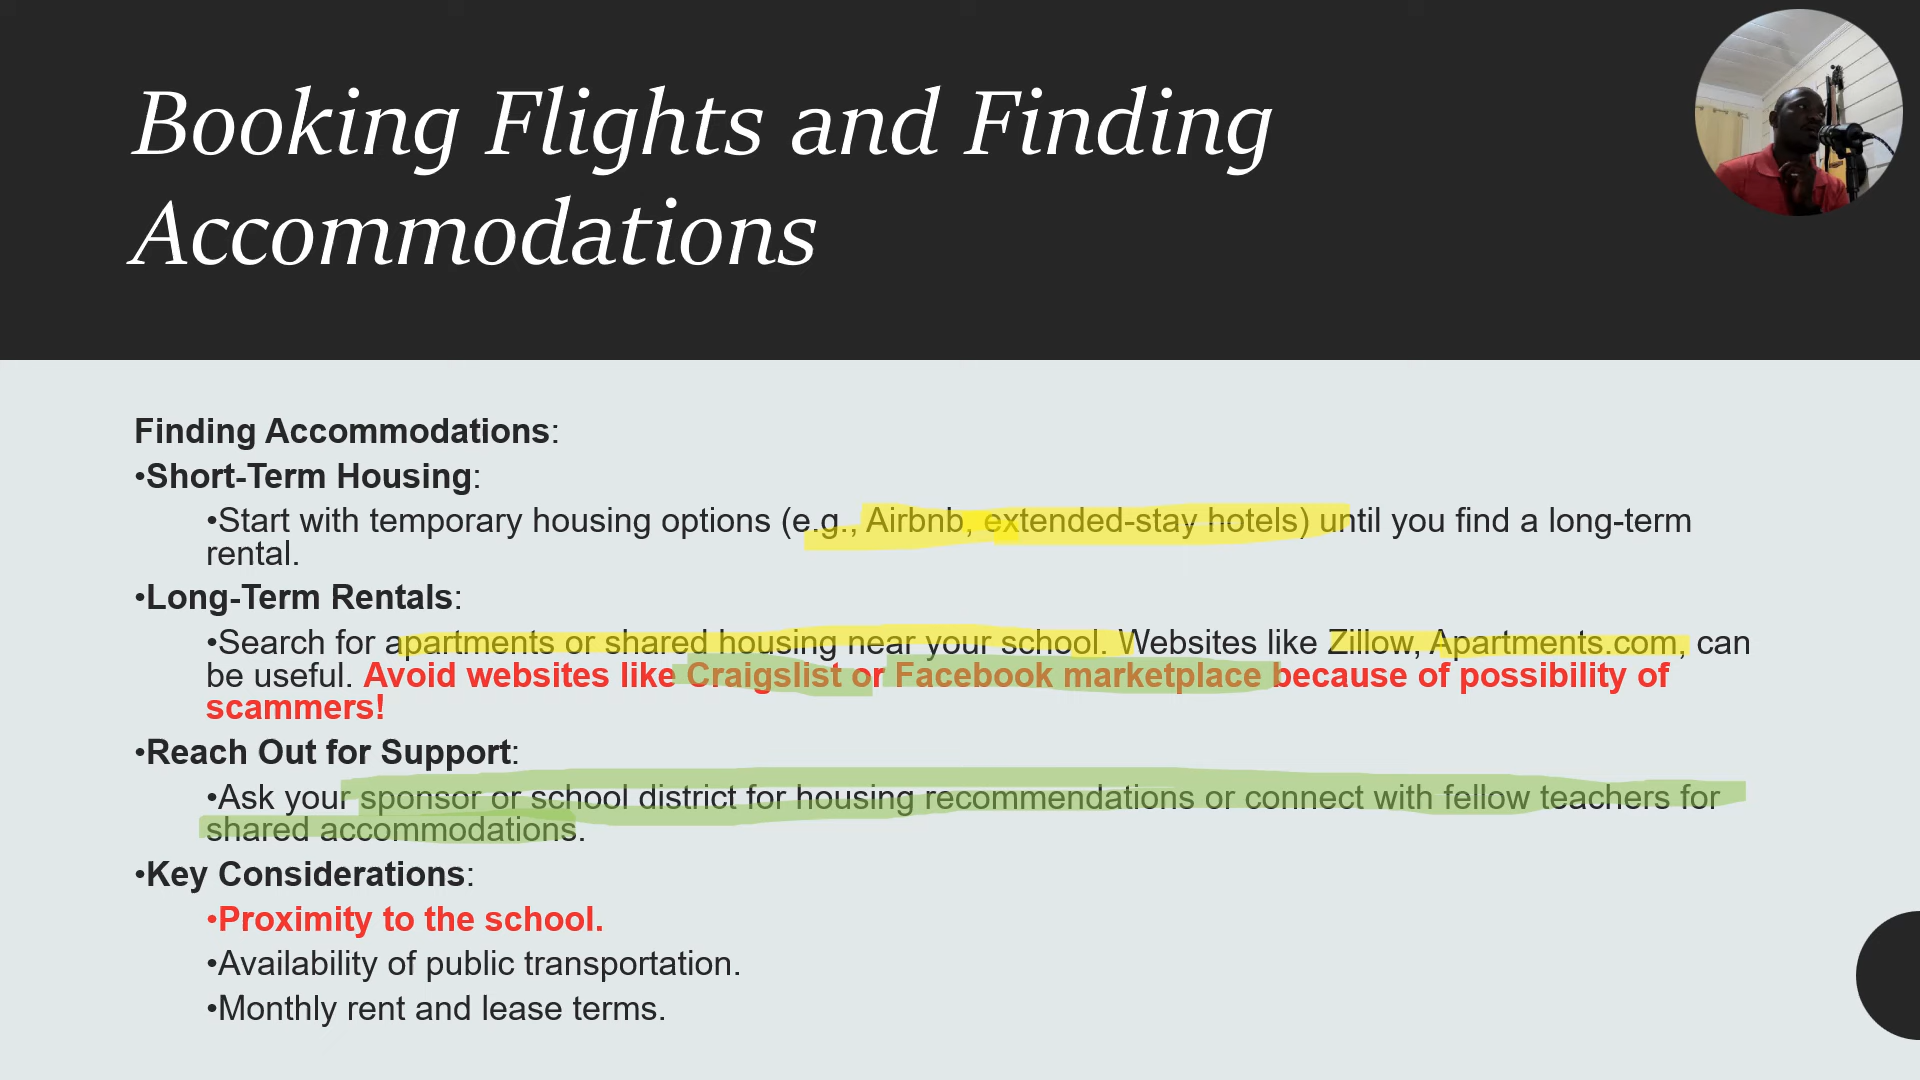 Booking Flights and Finding
Accommodations
Finding Accommodations:
•Short-Term Housing:
•Start with temporary housing options (e.g., Airbnb, extended-stay hotels) until you find a long-term
rental.
•Long-Term Rentals:
•Search for apartments or shared housing near your school. Websites like Zillow, Apartments.com, can
be useful. Avoid websites like Craigslist or Facebook marketplace because of possibility of
scammers!
•Reach Out for Support:
•Ask your sponsor or school district for housing recommendations or connect with fellow teachers for
shared accommodations.
•Key Considerations:
•Proximity to the school.
•Availability of public transportation.
•Monthly rent and lease terms.